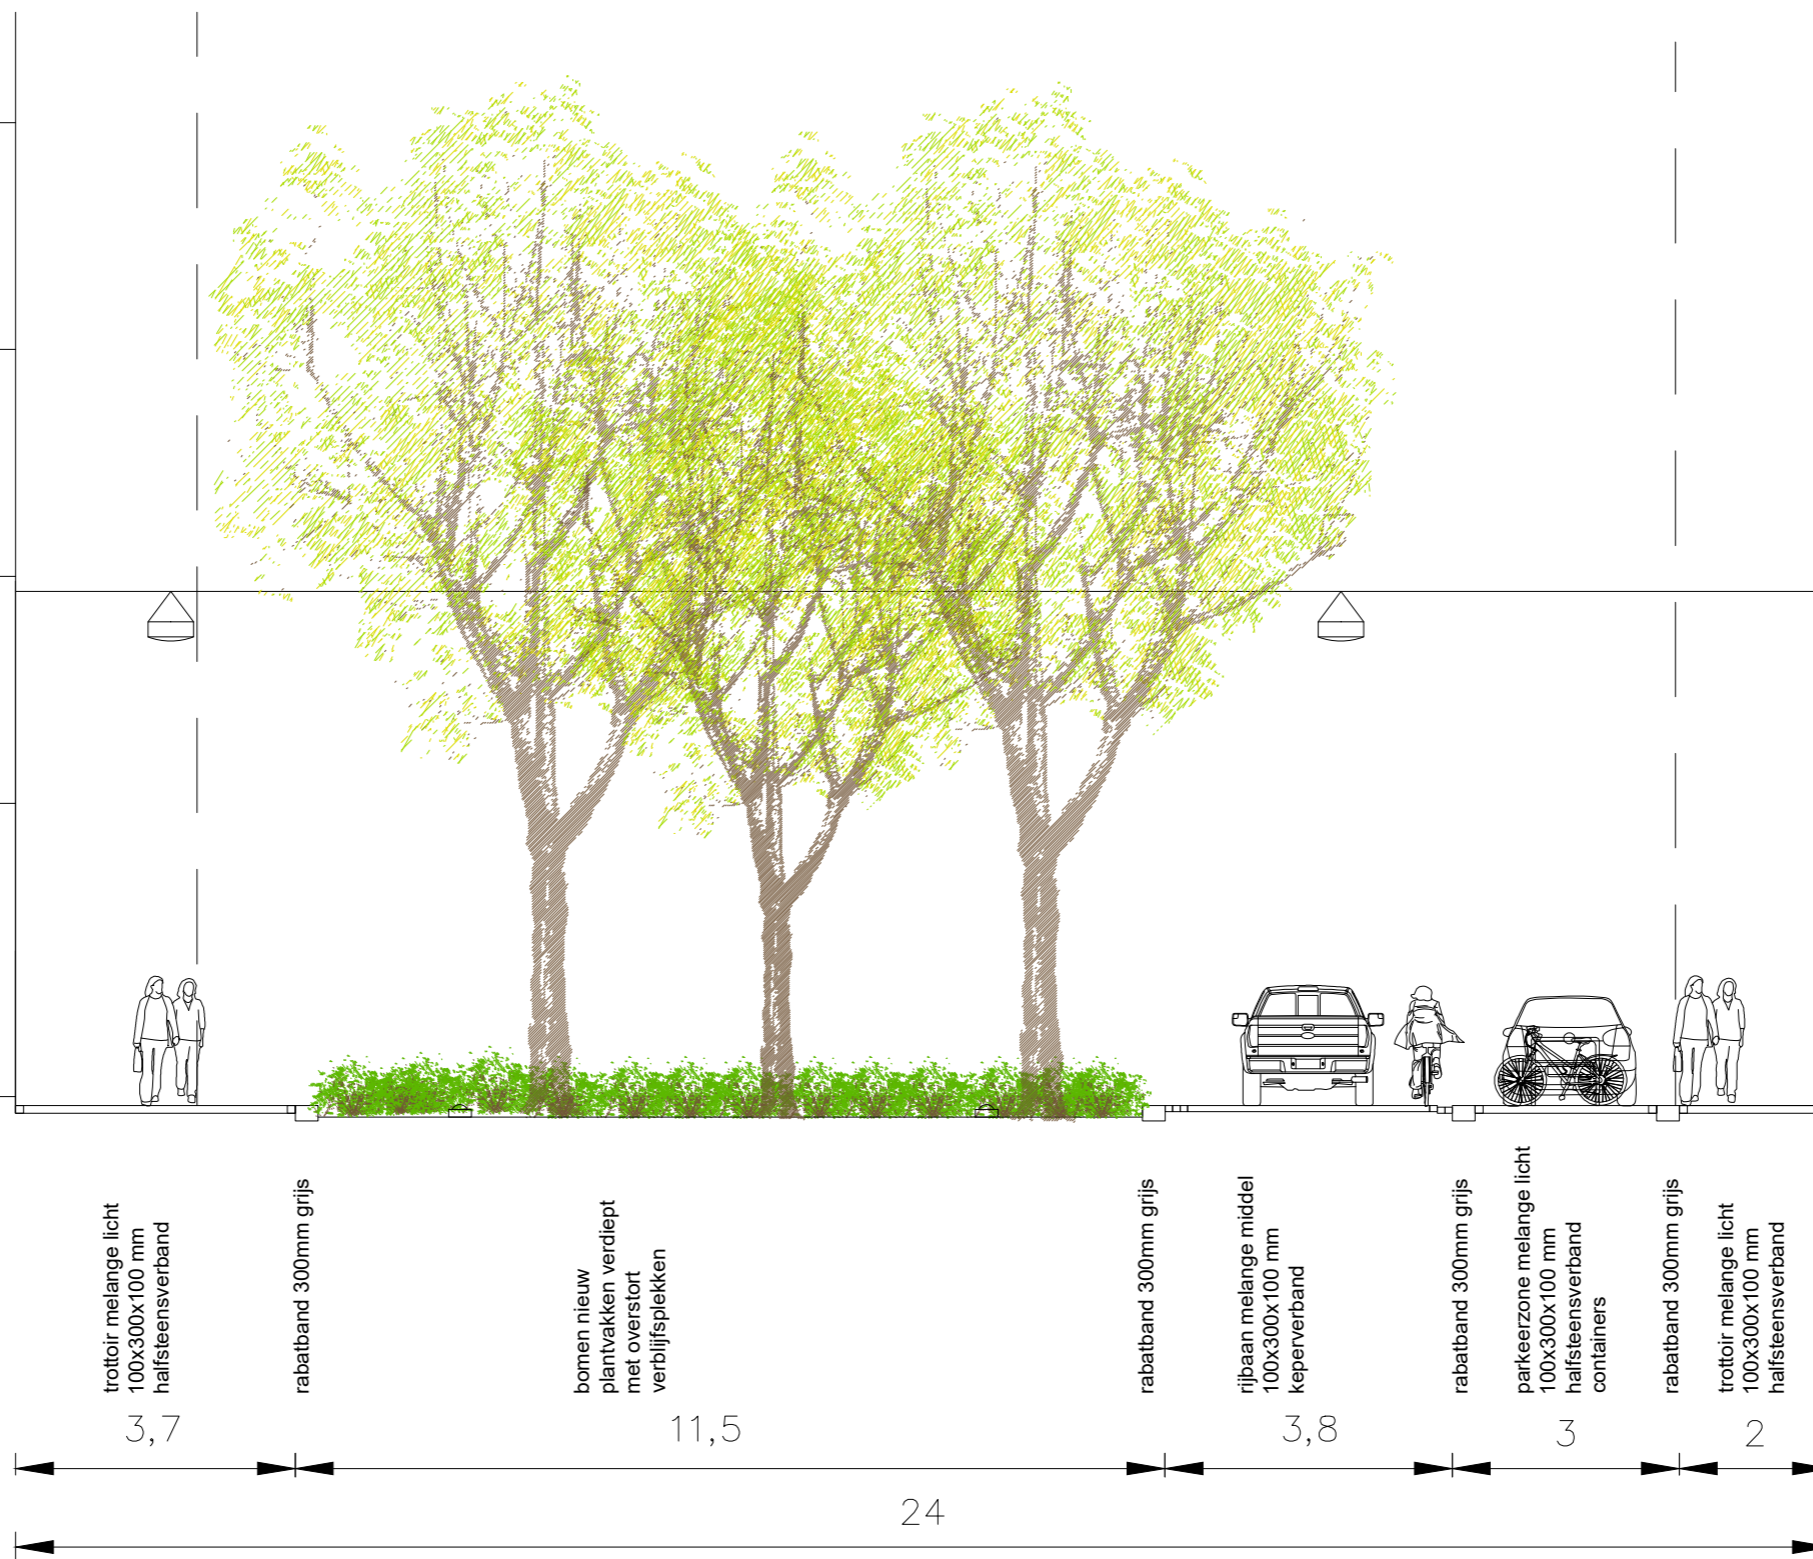 trottoir melange licht
100x300x100 mm
halfsteensverband
rabatband 300mm grijs
bomen nieuw
plantvakken verdiept
met overstort
verblijfsplekken
rabatband 300mm grijs
rijbaan melange middel
100x300x100 mm
keperverband
rabatband 300mm grijs
parkeerzone melange licht
100x300x100 mm
halfsteensverband
containers
rabatband 300mm grijs
trottoir melange licht
100x300x100 mm
halfsteensverband
3,7
11,5
3,8
3
2
24